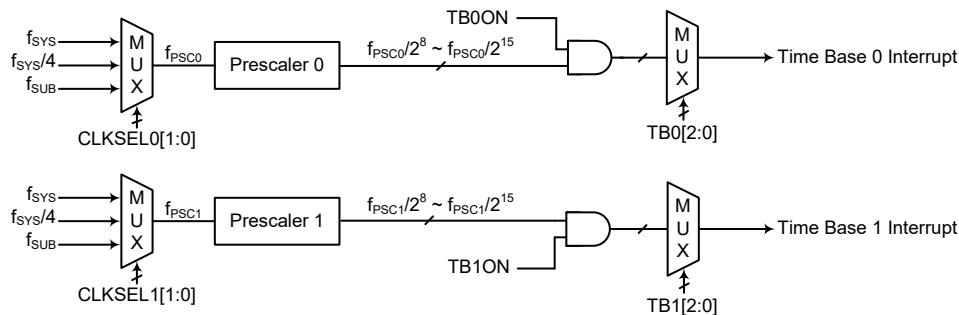 TB0ON
fSYS
fSYS/4
fSUB
M
U
X
fPSC0
Prescaler 0
fPSC0/2^8 ~ fPSC0/2^15
M
U
X
Time Base 0 Interrupt
CLKSEL0[1:0]
TB0[2:0]
fSYS
fSYS/4
fSUB
M
U
X
fPSC1
Prescaler 1
fPSC1/2^8 ~ fPSC1/2^15
M
U
X
Time Base 1 Interrupt
TB1ON
CLKSEL1[1:0]
TB1[2:0]